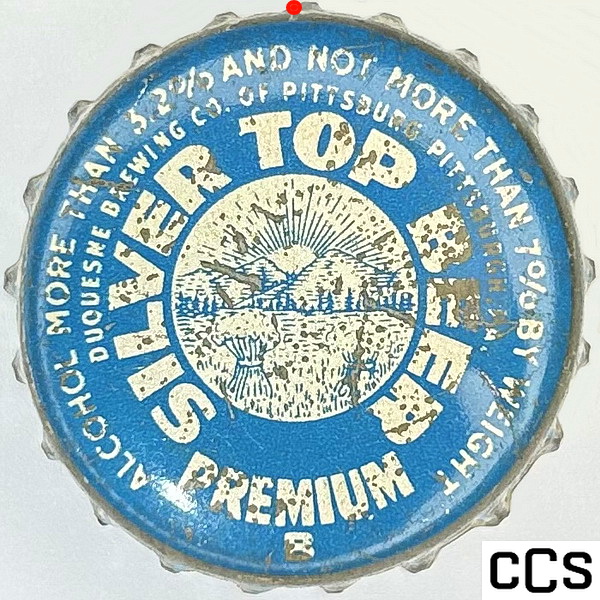 ALCOHOL MORE THAN 3.2% AND NOT MORE THAN 7% BY WEIGHT
DUQUESNE BREWING CO. OF PITTSBURG, PITTSBURGH, PA.
SILVER TOP BEER
PREMIUM
B
CCS